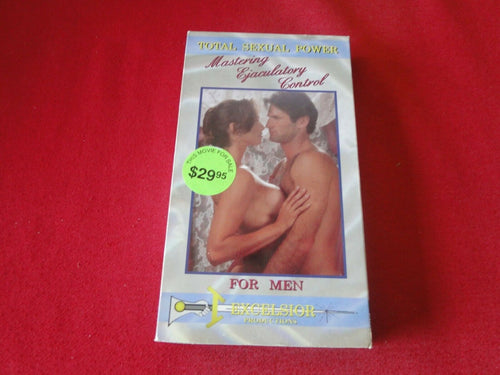 TOTAL SEXUAL POWER
Mastering
Ejaculatory
Control
THIS MOVIE FOR SALE
$29.95
FOR MEN
EXCELSIOR
PRODUCTIONS